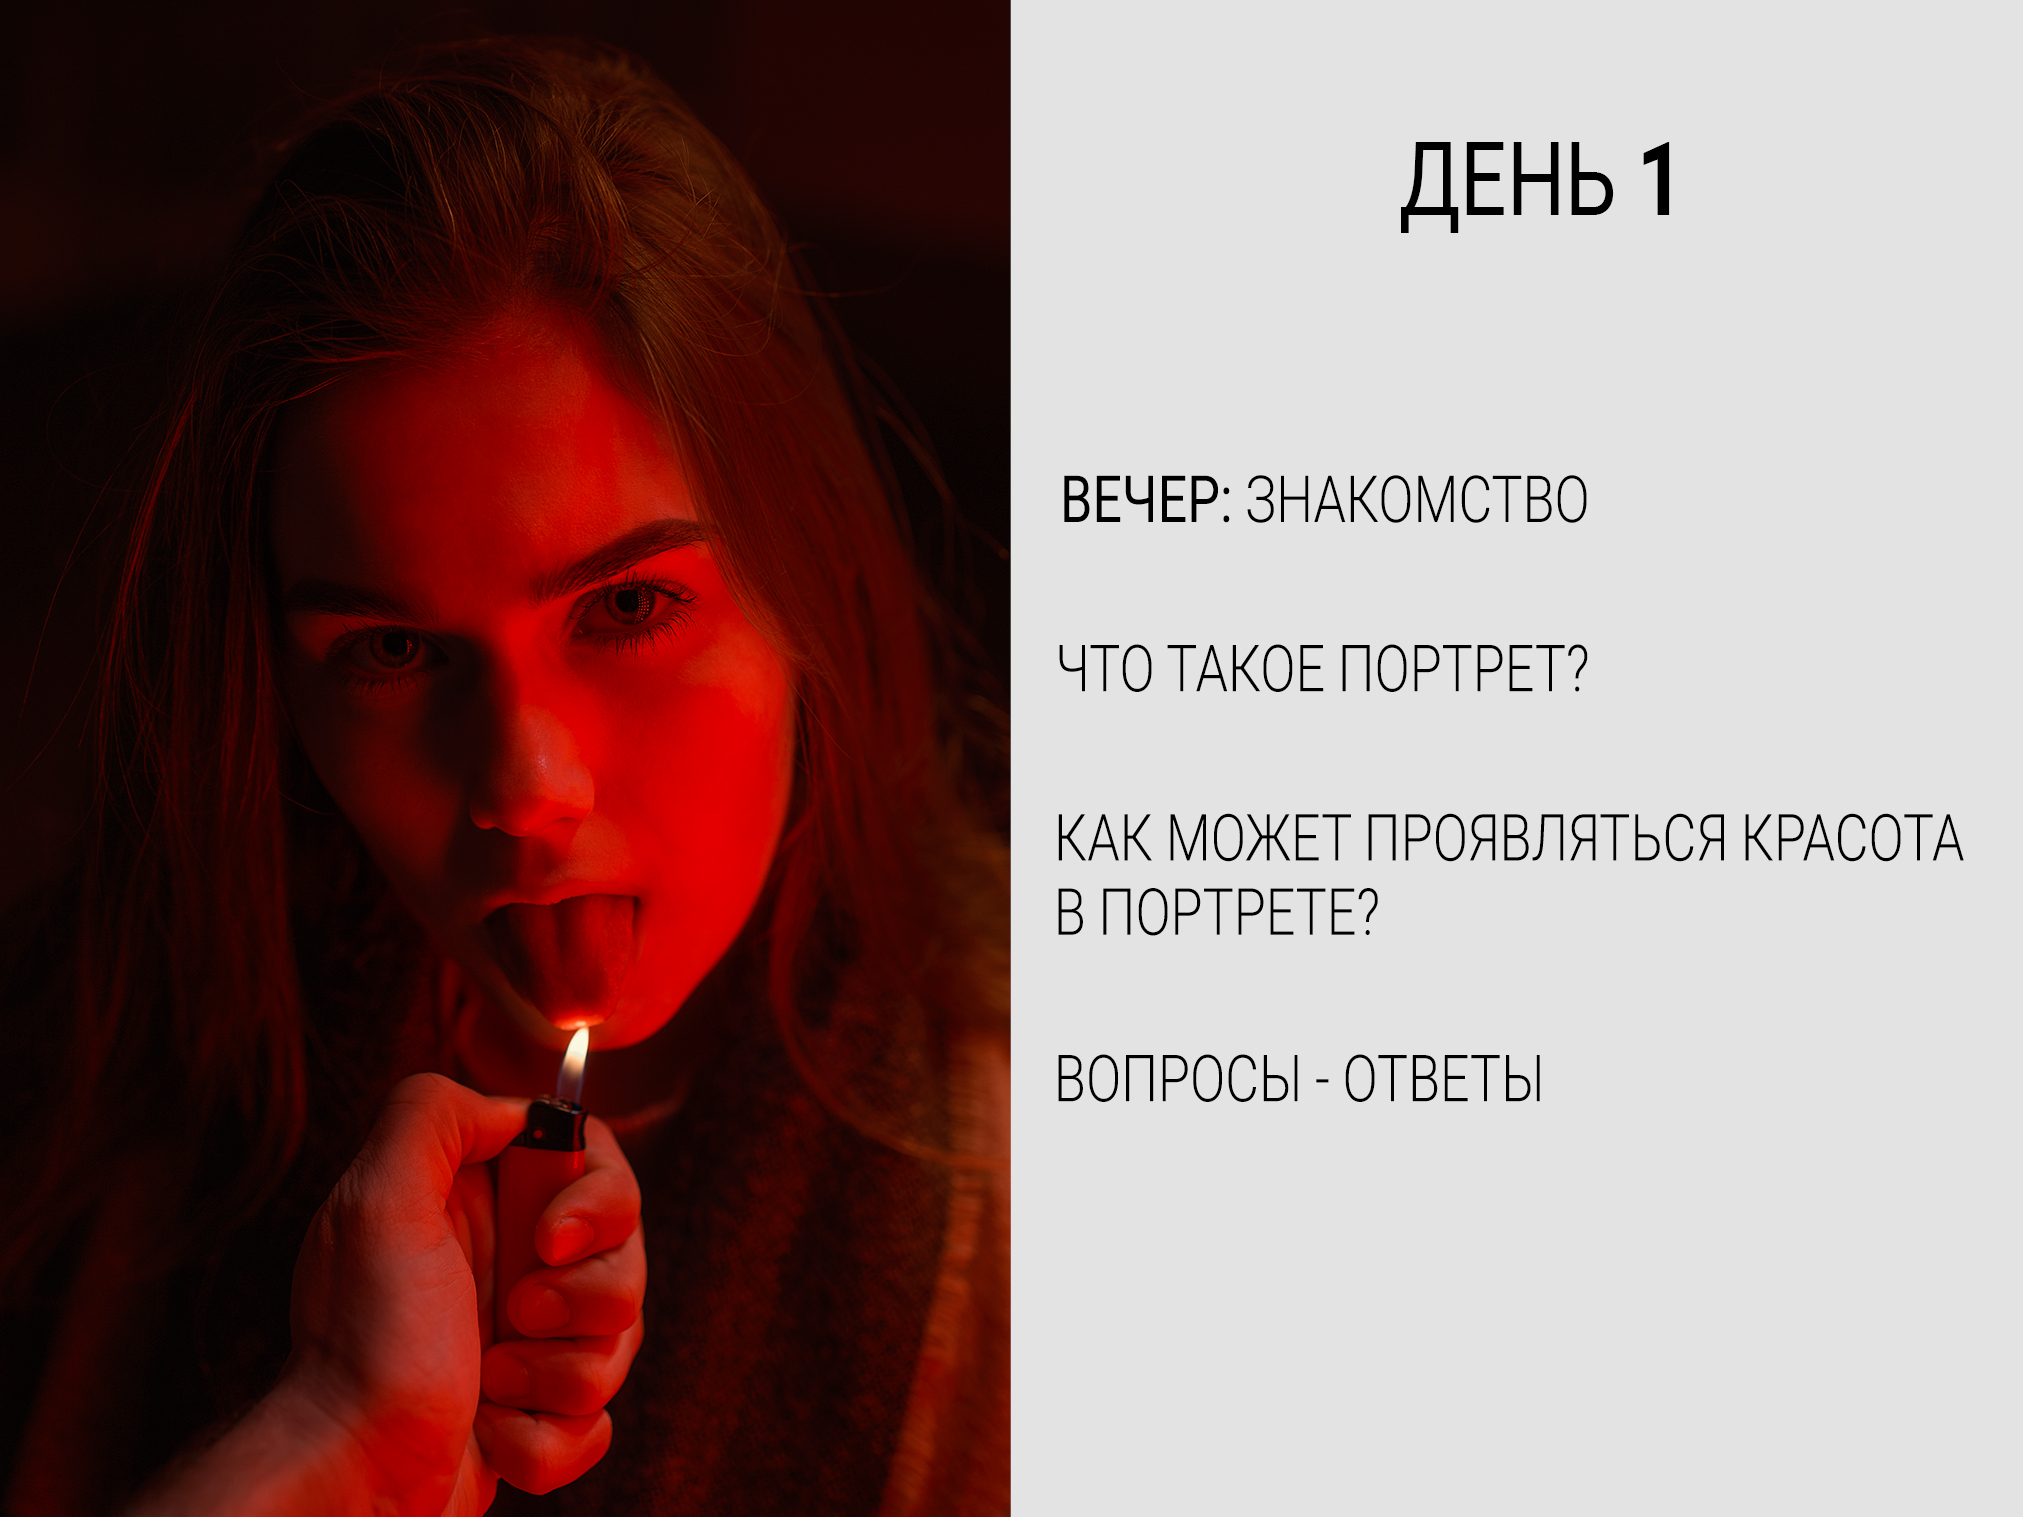 ДЕНЬ 1
ВЕЧЕР: ЗНАКОМСТВО
ЧТО ТАКОЕ ПОРТРЕТ?
КАК МОЖЕТ ПРОЯВЛЯТЬСЯ КРАСОТА
В ПОРТРЕТЕ?
ВОПРОСЫ - ОТВЕТЫ